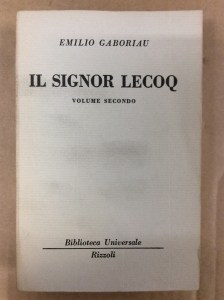 EMILIO GABORIAU
IL SIGNOR LECOQ
VOLUME SECONDO
Biblioteca Universale
Rizzoli